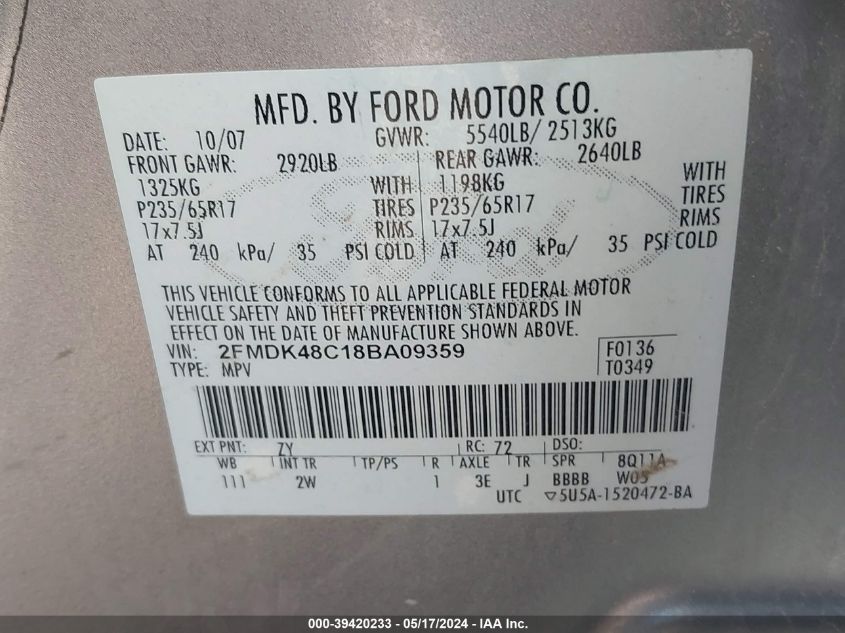 MFD. BY FORD MOTOR CO.
DATE: 10/07 GVWR: 5540LB/ 2513KG
FRONT GAWR: 2920LB REAR GAWR: 2640LB
1325KG WITH 1198KG WITH
P235/65R17 TIRES P235/65R17 TIRES
17x7.5J RIMS 17x7.5J RIMS
AT 240 kPa/ 35 PSI COLD AT 240 kPa/ 35 PSI COLD
THIS VEHICLE CONFORMS TO ALL APPLICABLE FEDERAL MOTOR
VEHICLE SAFETY AND THEFT PREVENTION STANDARDS IN
EFFECT ON THE DATE OF MANUFACTURE SHOWN ABOVE.
VIN: 2FMDK48C18BA09359 F0136
TYPE: MPV T0349
EXT PNT: ZY RC: 72 DSO:
WB INT TR TP/PS R AXLE TR SPR 8Q11A
111 2W 1 3E J BBBB W05
UTC ▽5U5A-1520472-BA
000-39420233 - 05/17/2024 - IAA Inc.